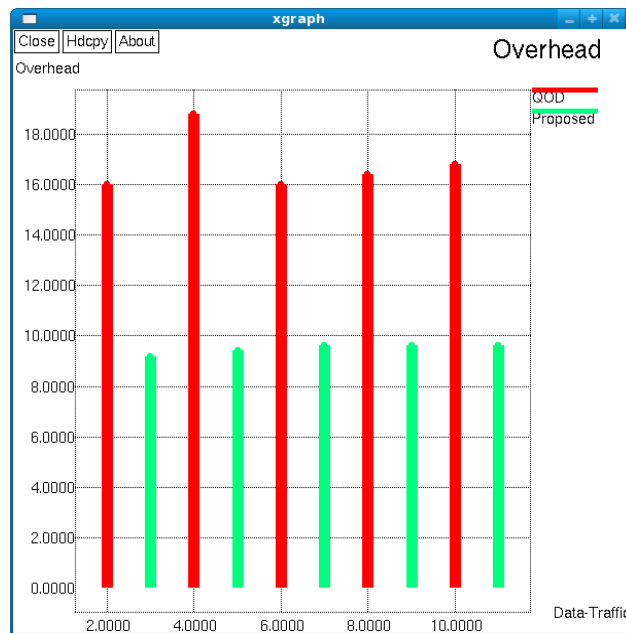 xgraph
Close Hdcpy About
Overhead
Overhead
QOD
Proposed
18.0000
16.0000
14.0000
12.0000
10.0000
8.0000
6.0000
4.0000
2.0000
0.0000
2.0000 4.0000 6.0000 8.0000 10.0000
Data-Traffic